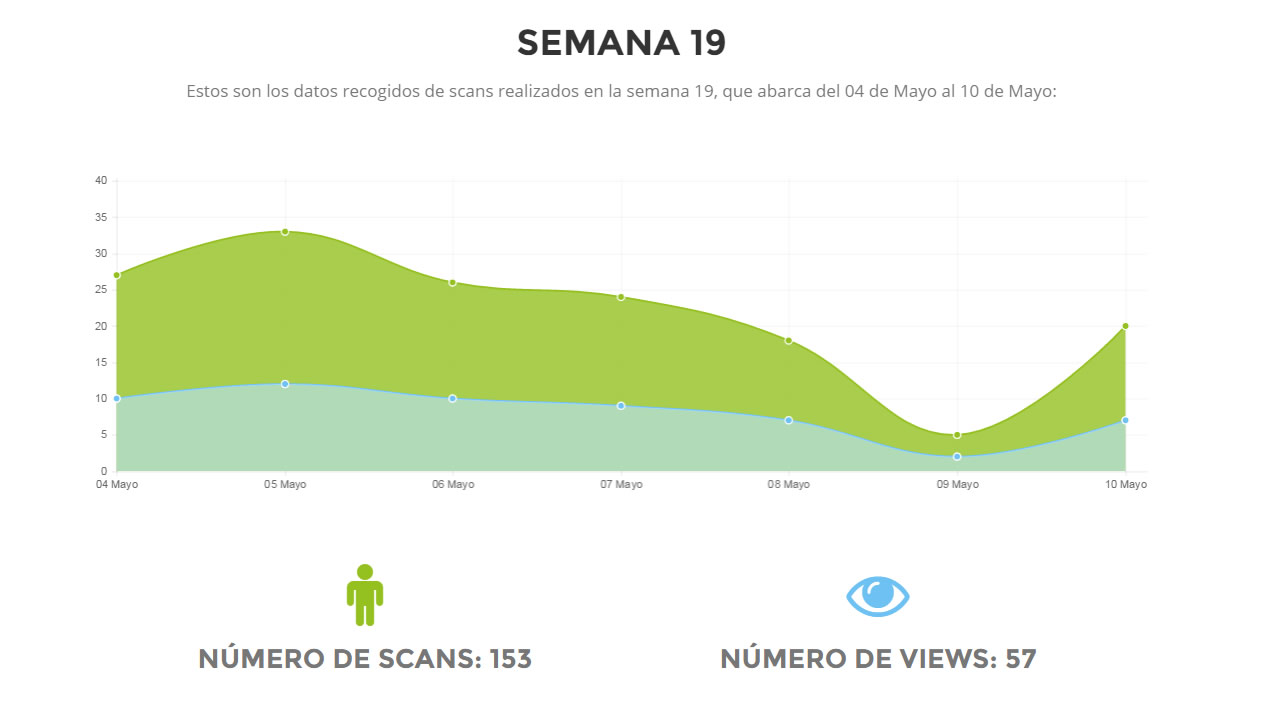 SEMANA 19
Estos son los datos recogidos de scans realizados en la semana 19, que abarca del 04 de Mayo al 10 de Mayo:
40
35
30
25
20
15
10
5
0
04 Mayo 05 Mayo 06 Mayo 07 Mayo 08 Mayo 09 Mayo 10 Mayo
NÚMERO DE SCANS: 153 NÚMERO DE VIEWS: 57